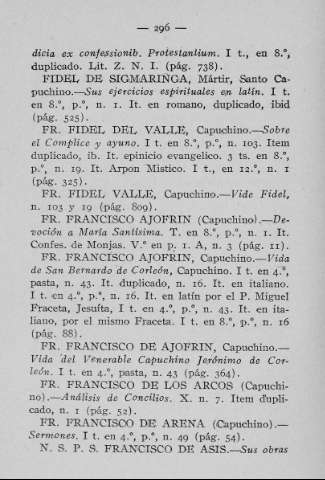 — 296 —
dicia ex confessionib. Protestantium. I t., en 8.º,
duplicado. Lit. Z. N. I. (pág. 738).
FIDEL DE SIGMARINGA, Mártir, Santo Ca-
puchino.—Sus ejercicios espirituales en latín. I t.
en 8.º, p.º, n. 1. It. en romano, duplicado, ibid
(pág. 525).
FR. FIDEL DEL VALLE, Capuchino.—Sobre
el Complice y ayuno. I t. en 8.º, p.º, n. 103. Item
duplicado, ib. It. epinicio evangelico. 3 ts. en 8.º,
p.º, n. 19. It. Arpon Mistico. I t., en 12.º, n. 1
(pág. 325).
FR. FIDEL VALLE, Capuchino.—Vide Fidel,
n. 103 y 19 (pág. 809).
FR. FRANCISCO AJOFRIN (Capuchino).—De-
voción a María Santísima. T. en 8.º, p.º, n. 1. It.
Confes. de Monjas. V.º en p. 1. A, n. 3 (pág. 11).
FR. FRANCISCO AJOFRIN, Capuchino.—Vida
de San Bernardo de Corleón, Capuchino. I t. en 4.º,
pasta, n. 43. It. duplicado, n. 16. It. en italiano.
I t. en 4.º, p.º, n. 16. It. en latín por el P. Miguel
Fraceta, Jesuíta, I t. en 4.º, p.º, n. 43. It. en ita-
liano, por el mismo Fraceta. I t. en 8.º, p.º, n. 16
(pág. 88).
FR. FRANCISCO DE AJOFRIN, Capuchino.—
Vida del Venerable Capuchino Jerónimo de Cor-
león. I t. en 4.º, pasta, n. 43 (pág. 364).
FR. FRANCISCO DE LOS ARCOS (Capuchi-
no).—Análisis de Concilios. X. n. 7. Item dupli-
cado, n. 1 (pág. 52).
FR. FRANCISCO DE ARENA (Capuchino).—
Sermones. I t. en 4.º, p.º, n. 49 (pág. 54).
N. S. P. S. FRANCISCO DE ASIS.—Sus obras